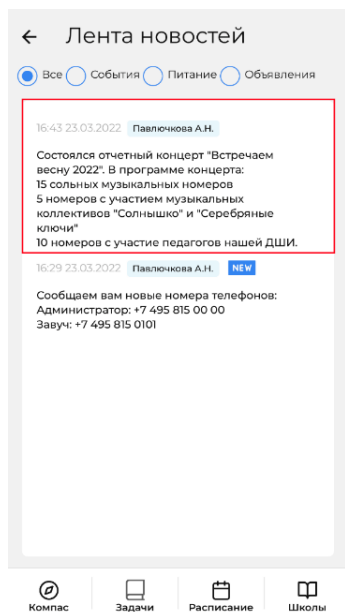 ← Лента новостей
Все События Питание Объявления
16:43 23.03.2022 Павлючкова А.Н.
Состоялся отчетный концерт "Встречаем
весну 2022". В программе концерта:
15 сольных музыкальных номеров
5 номеров с участием музыкальных
коллективов "Солнышко" и "Серебряные
ключи"
10 номеров с участие педагогов нашей ДШИ.
16:29 23.03.2022 Павлючкова А.Н. NEW
Сообщаем вам новые номера телефонов:
Администратор: +7 495 815 00 00
Завуч: +7 495 815 0101
Компас Задачи Расписание Школы